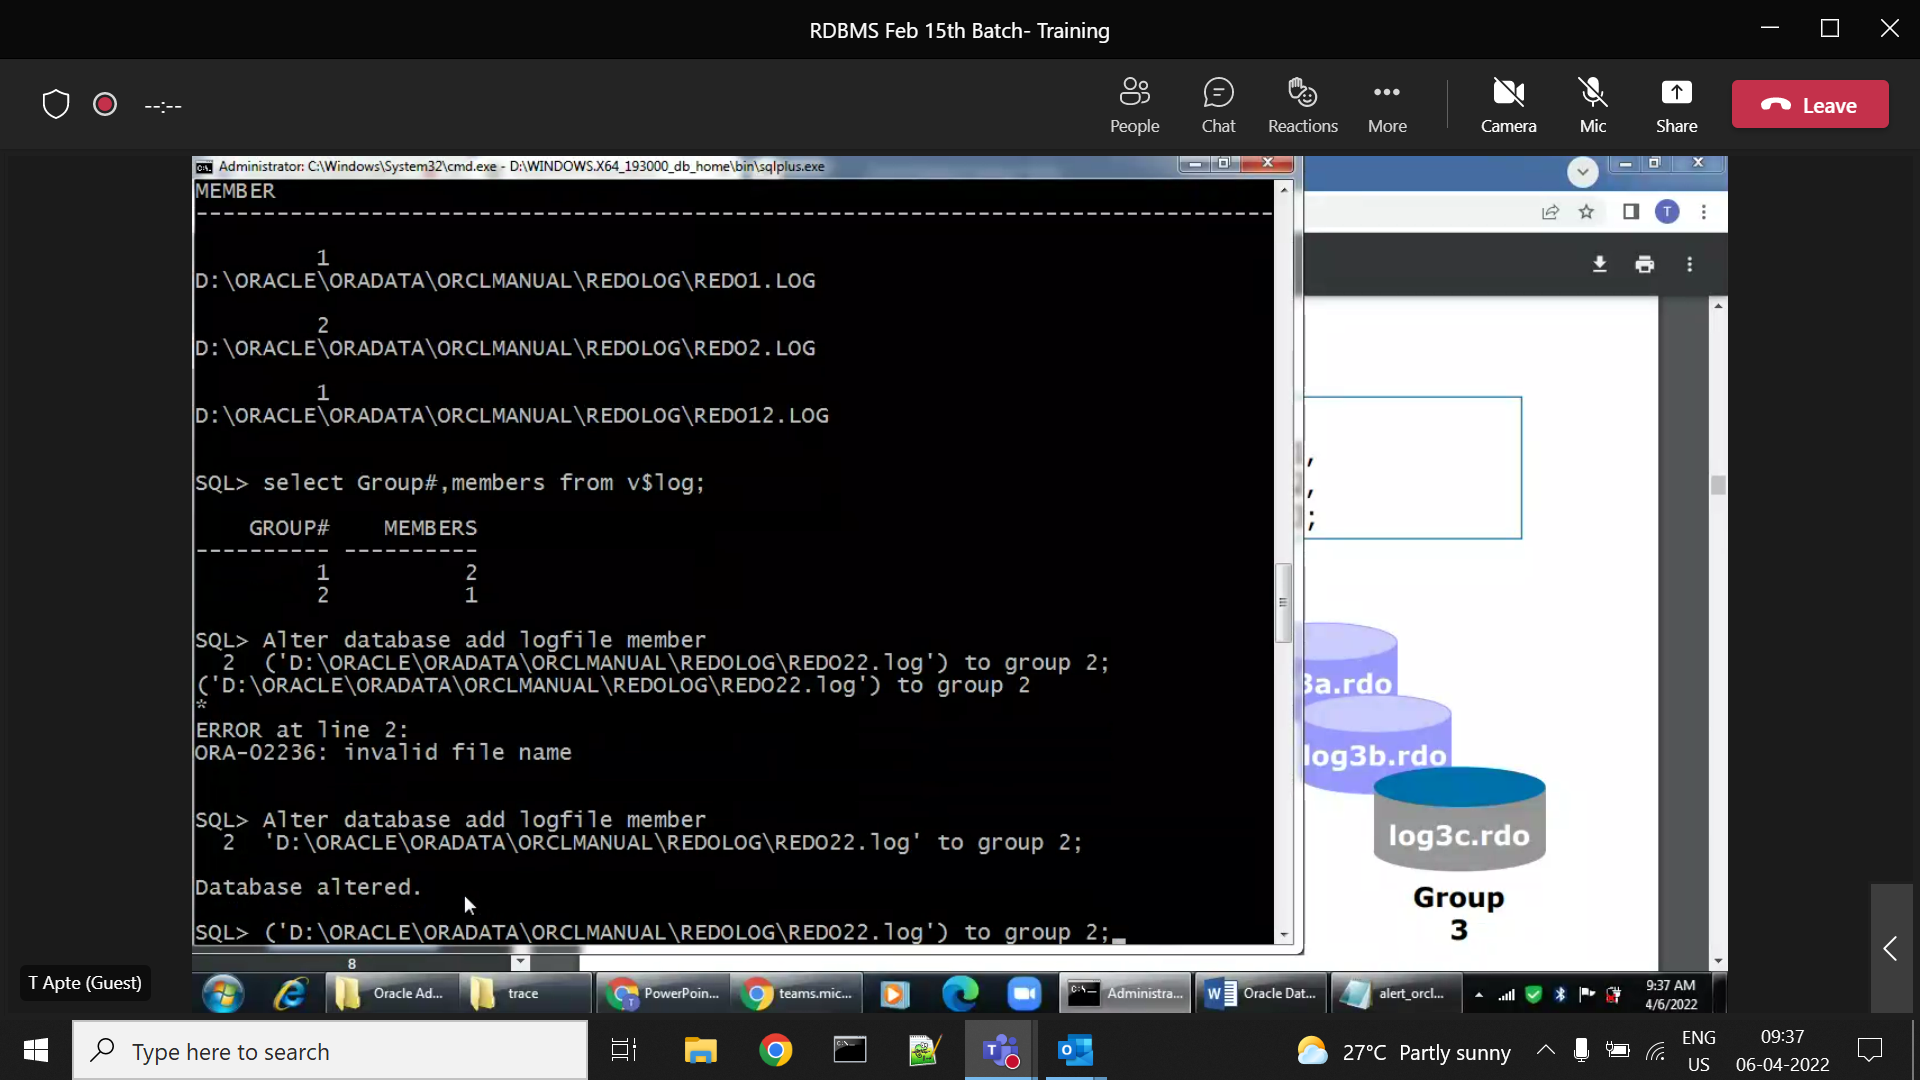 RDBMS Feb 15th Batch- Training
--:--
People
Chat
Reactions
More
Camera
Mic
Share
Leave
Administrator: C:\Windows\System32\cmd.exe - D:\WINDOWS.X64_193000_db_home\bin\sqlplus.exe
MEMBER
--------------------------------------------------------------------------------
1
D:\ORACLE\ORADATA\ORCLMANUAL\REDOLOG\REDO1.LOG
2
D:\ORACLE\ORADATA\ORCLMANUAL\REDOLOG\REDO2.LOG
1
D:\ORACLE\ORADATA\ORCLMANUAL\REDOLOG\REDO12.LOG
SQL> select Group#,members from v$log;
GROUP# MEMBERS
---------- ----------
1 2
2 1
SQL> Alter database add logfile member
2 ('D:\ORACLE\ORADATA\ORCLMANUAL\REDOLOG\REDO22.log') to group 2;
('D:\ORACLE\ORADATA\ORCLMANUAL\REDOLOG\REDO22.log') to group 2
*
ERROR at line 2:
ORA-02236: invalid file name
SQL> Alter database add logfile member
2 'D:\ORACLE\ORADATA\ORCLMANUAL\REDOLOG\REDO22.log' to group 2;
Database altered.
SQL> ('D:\ORACLE\ORADATA\ORCLMANUAL\REDOLOG\REDO22.log') to group 2;_
T
,
,
;
3a.rdo
log3b.rdo
log3c.rdo
Group
3
8
T Apte (Guest)
Oracle Ad...
trace
PowerPoin...
teams.mic...
Administra...
Oracle Dat...
alert_orcl...
9:37 AM
4/6/2022
Type here to search
27°C Partly sunny
ENG
US
09:37
06-04-2022